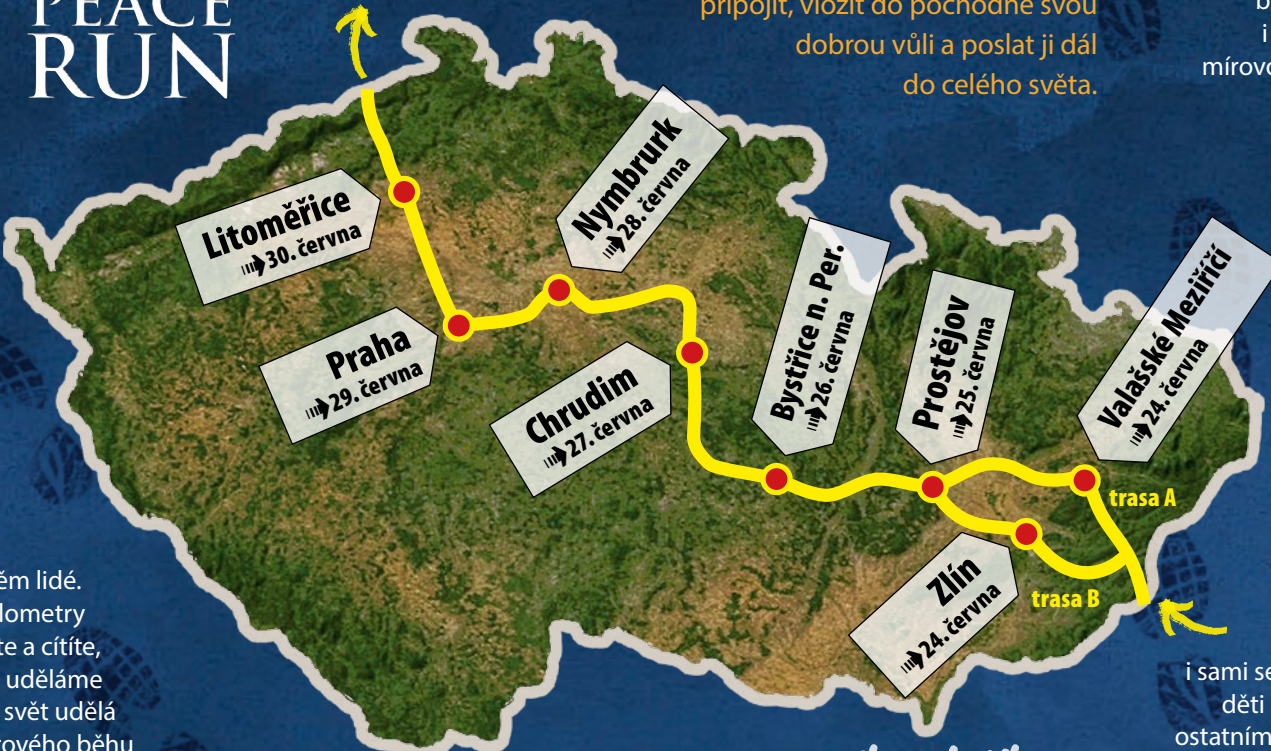 PEACE
RUN
připojit, vložit do pochodně svou
dobrou vůli a poslat ji dál
do celého světa.
b
i
mírovo
Litoměřice
30. června
Nymbrurk
28. června
Praha
29. června
Chrudim
27. června
Bystřice n. Per.
26. června
Prostějov
25. června
Valašské Meziříčí
24. června
trasa A
Zlín
24. června
trasa B
ěm lidé.
lometry
te a cítíte,
uděláme
svět udělá
rového běhu
i sami se
děti
ostatním